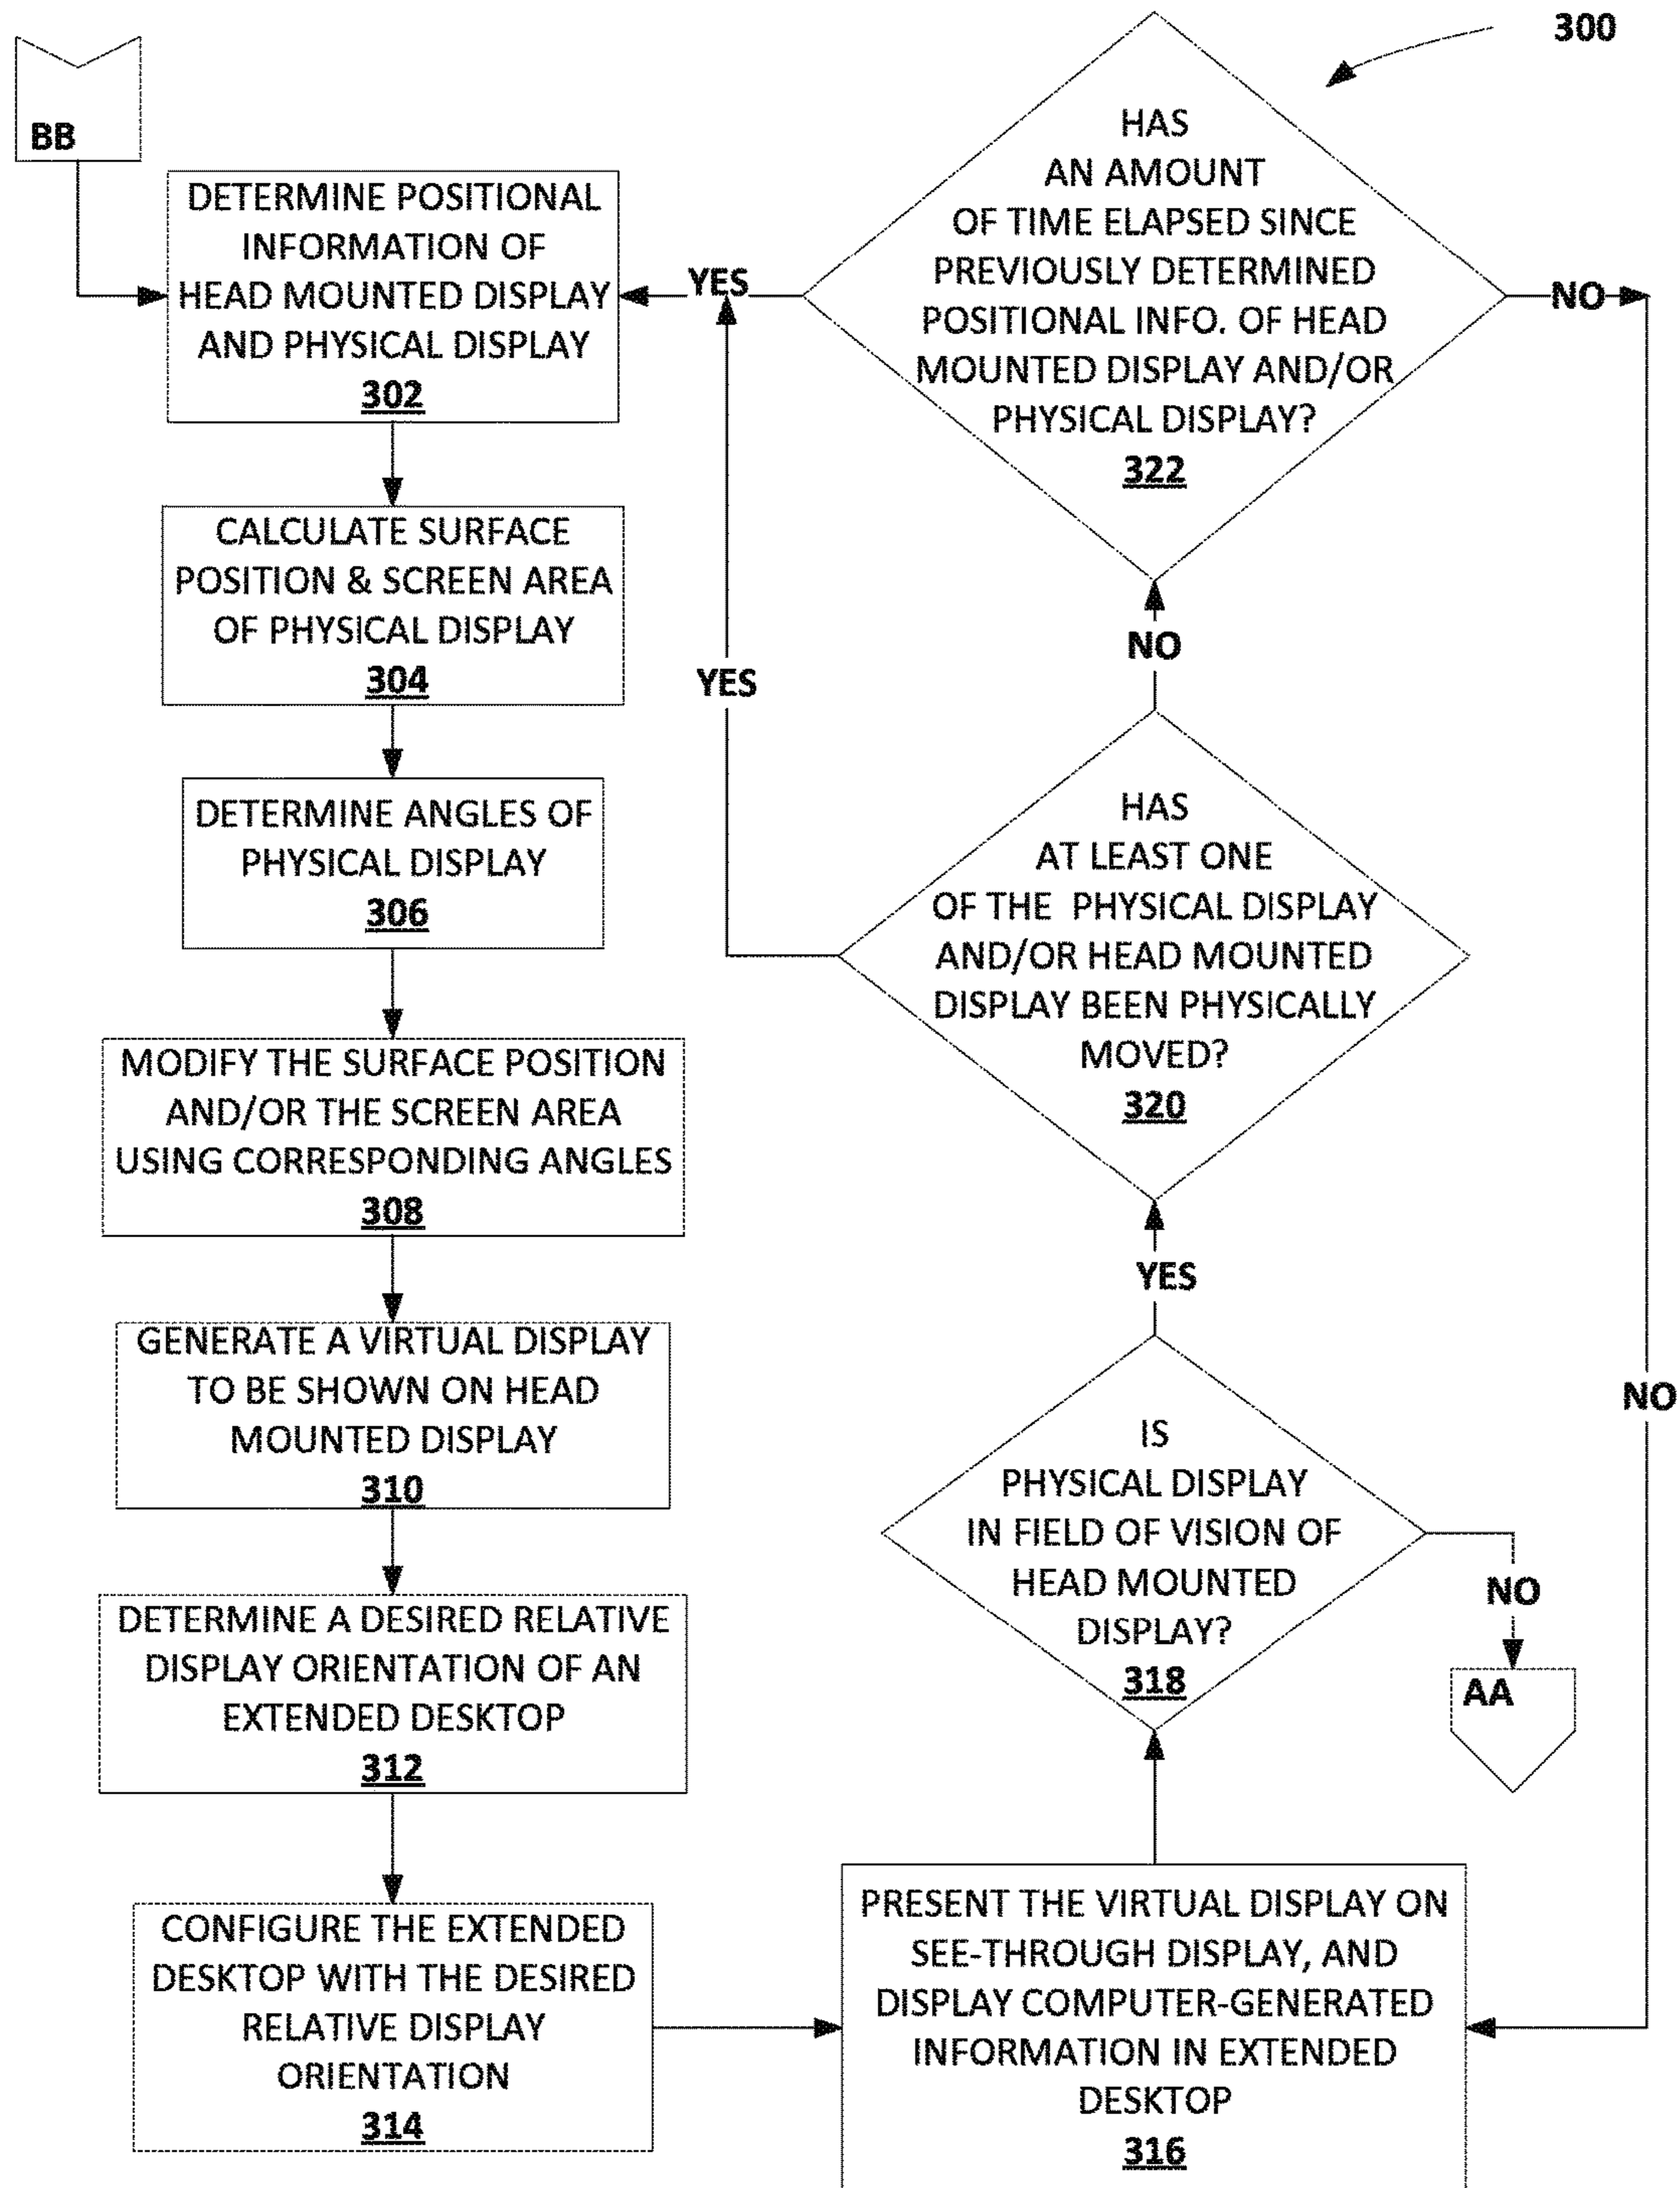 300
BB
DETERMINE POSITIONAL
INFORMATION OF
HEAD MOUNTED DISPLAY
AND PHYSICAL DISPLAY
302
CALCULATE SURFACE
POSITION & SCREEN AREA
OF PHYSICAL DISPLAY
304
DETERMINE ANGLES OF
PHYSICAL DISPLAY
306
MODIFY THE SURFACE POSITION
AND/OR THE SCREEN AREA
USING CORRESPONDING ANGLES
308
GENERATE A VIRTUAL DISPLAY
TO BE SHOWN ON HEAD
MOUNTED DISPLAY
310
DETERMINE A DESIRED RELATIVE
DISPLAY ORIENTATION OF AN
EXTENDED DESKTOP
312
CONFIGURE THE EXTENDED
DESKTOP WITH THE DESIRED
RELATIVE DISPLAY
ORIENTATION
314
PRESENT THE VIRTUAL DISPLAY ON
SEE-THROUGH DISPLAY, AND
DISPLAY COMPUTER-GENERATED
INFORMATION IN EXTENDED
DESKTOP
316
IS
PHYSICAL DISPLAY
IN FIELD OF VISION OF
HEAD MOUNTED
DISPLAY?
318
NO
AA
YES
HAS
AT LEAST ONE
OF THE PHYSICAL DISPLAY
AND/OR HEAD MOUNTED
DISPLAY BEEN PHYSICALLY
MOVED?
320
YES
NO
HAS
AN AMOUNT
OF TIME ELAPSED SINCE
PREVIOUSLY DETERMINED
POSITIONAL INFO. OF HEAD
MOUNTED DISPLAY AND/OR
PHYSICAL DISPLAY?
322
YES
NO
NO